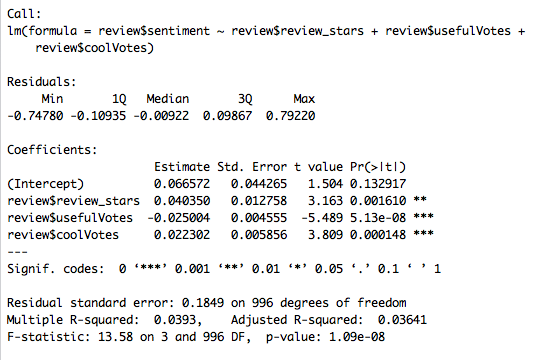 Call:
lm(formula = review$sentiment ~ review$review_stars + review$usefulVotes +
    review$coolVotes)

Residuals:
     Min       1Q   Median       3Q      Max
-0.74780 -0.10935 -0.00922  0.09867  0.79220

Coefficients:
                     Estimate Std. Error t value Pr(>|t|)
(Intercept)          0.066572   0.044265   1.504 0.132917
review$review_stars  0.040350   0.012758   3.163 0.001610 **
review$usefulVotes  -0.025004   0.004555  -5.489 5.13e-08 ***
review$coolVotes     0.022302   0.005856   3.809 0.000148 ***
---
Signif. codes:  0 ‘***’ 0.001 ‘**’ 0.01 ‘*’ 0.05 ‘.’ 0.1 ‘ ’ 1

Residual standard error: 0.1849 on 996 degrees of freedom
Multiple R-squared:  0.0393,    Adjusted R-squared:  0.03641
F-statistic: 13.58 on 3 and 996 DF,  p-value: 1.09e-08